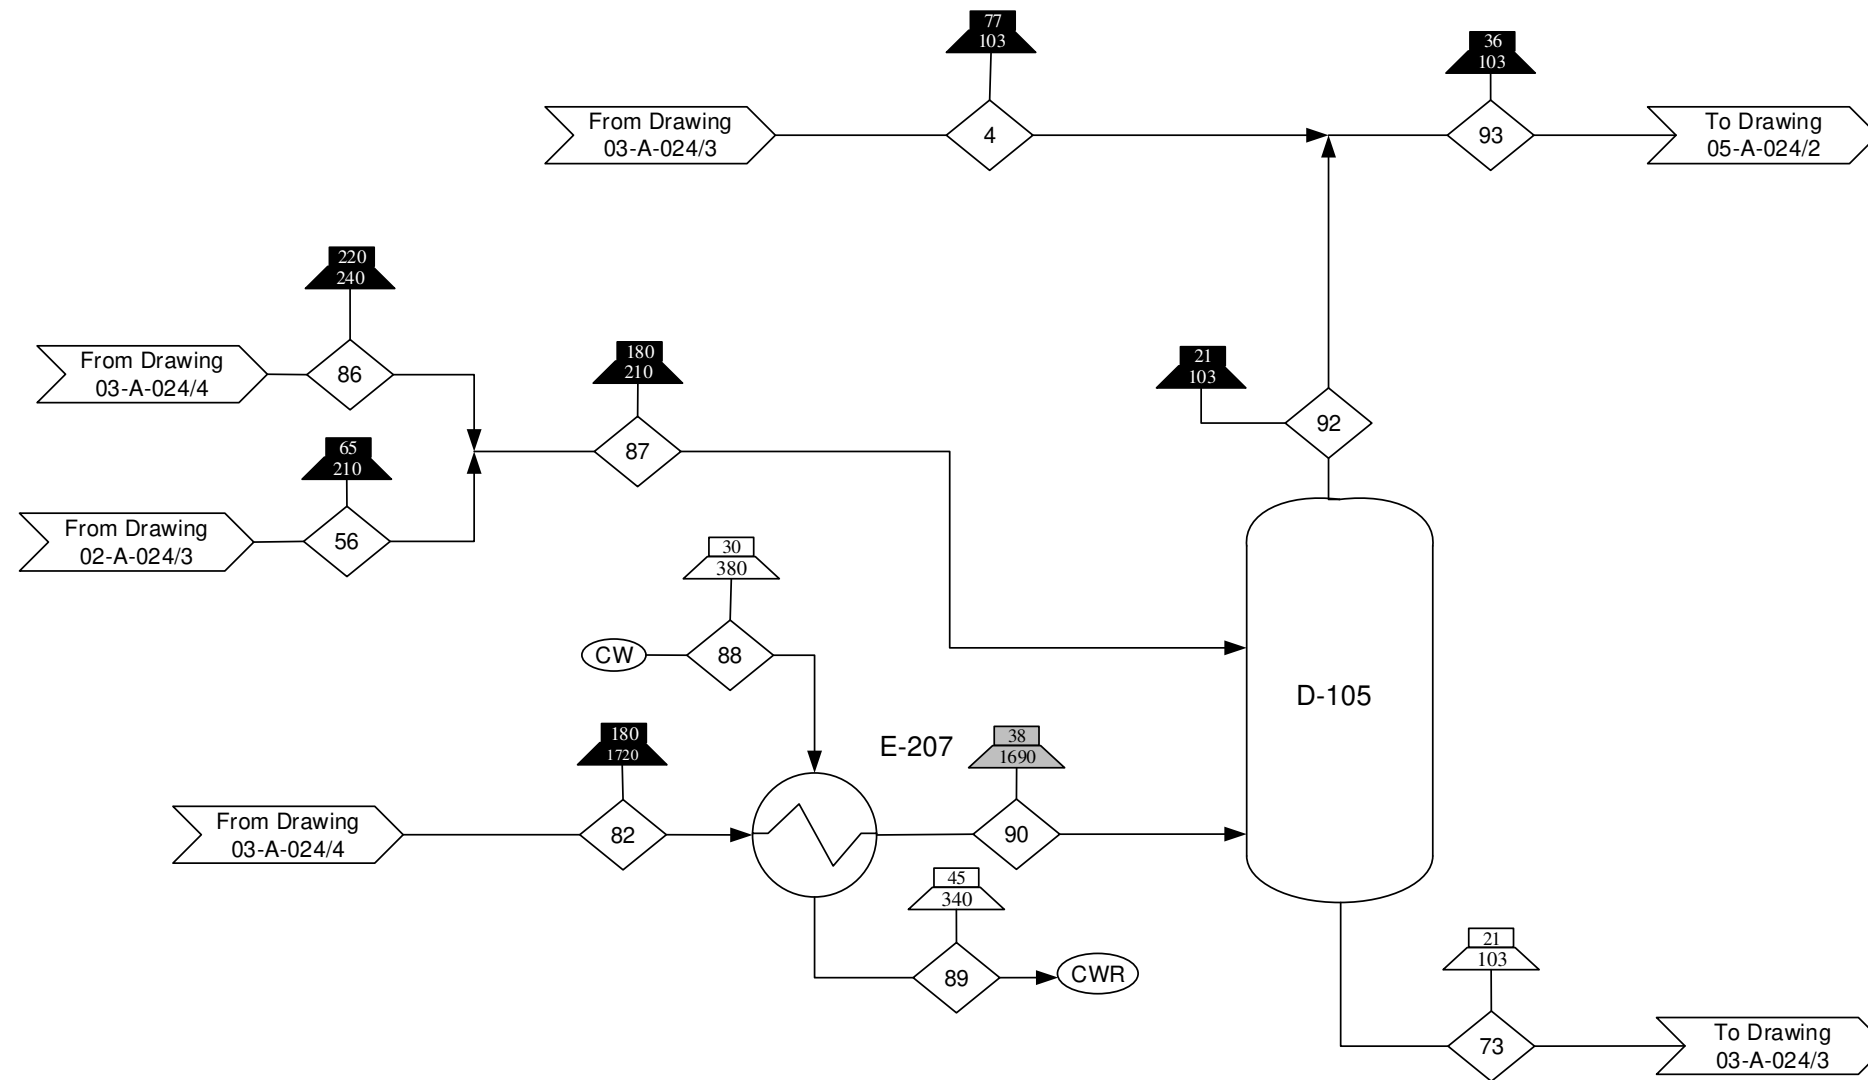 77
103
36
103
From Drawing
03-A-024/3
4
93
To Drawing
05-A-024/2
220
240
180
210
21
103
From Drawing
03-A-024/4
86
65
210
87
92
From Drawing
02-A-024/3
56
30
380
CW
88
D-105
180
1720
E-207
38
1690
From Drawing
03-A-024/4
82
90
45
340
21
103
89
CWR
73
To Drawing
03-A-024/3